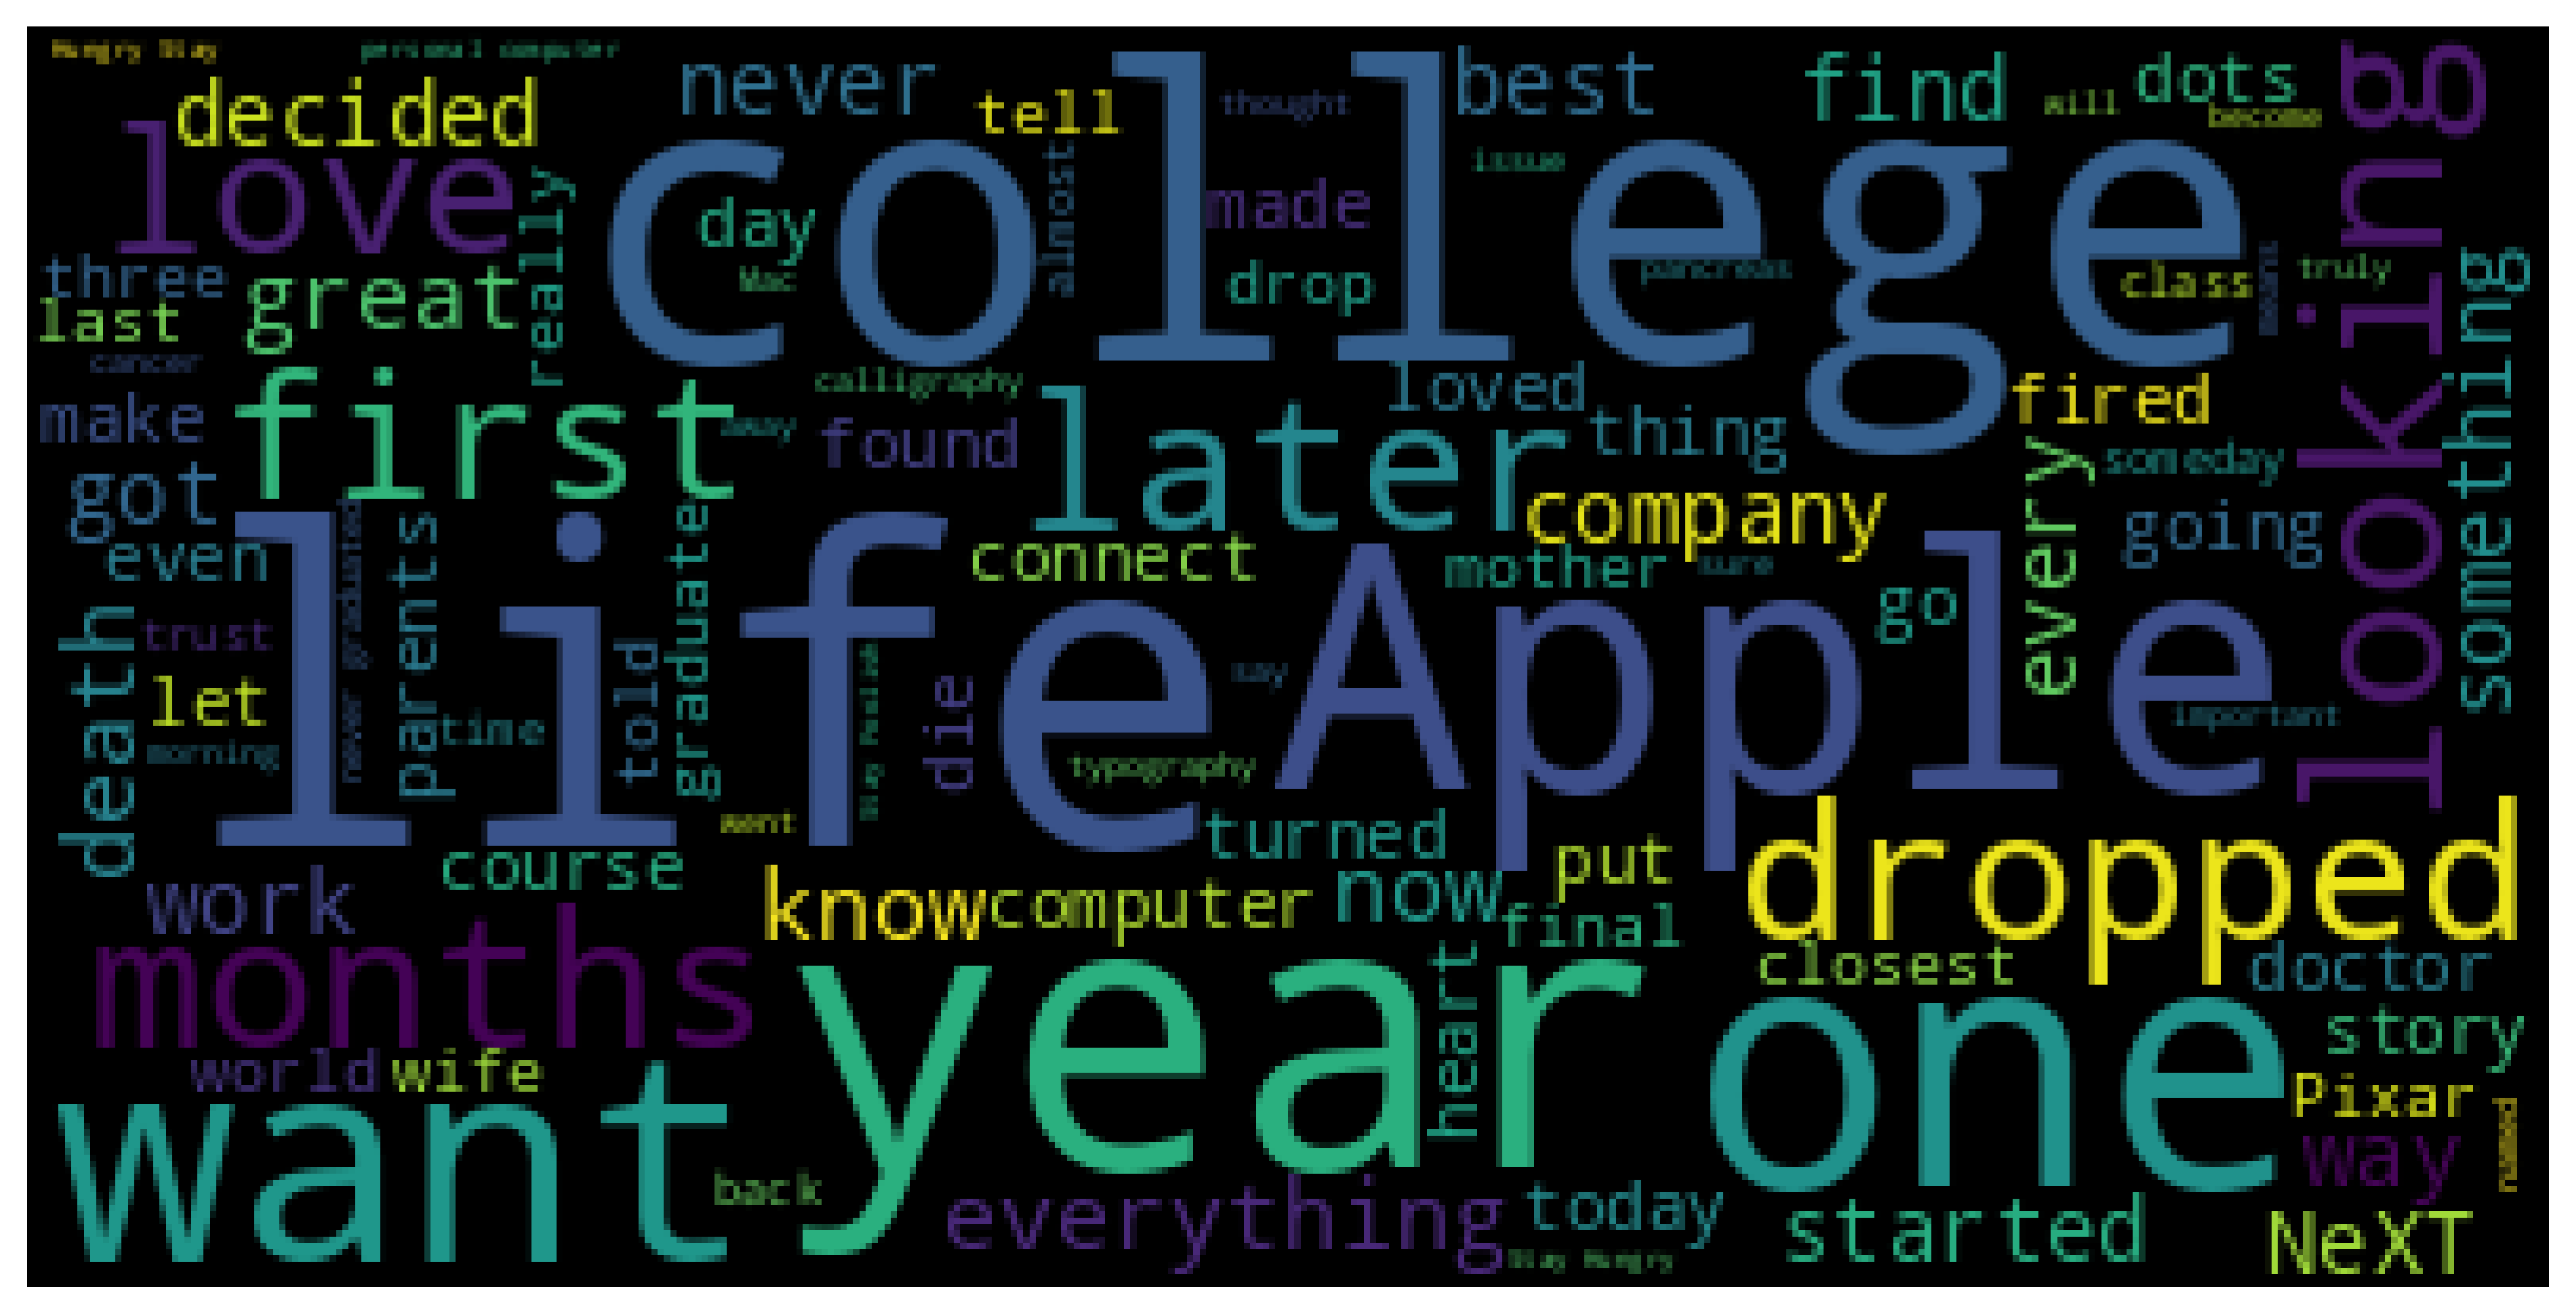 Hungry Stay
personal computer
decided
never
tell
thought
best
find
will
dots
become
looking
love
college
really
day
almost
made
issue
three
great
Mac
drop
pancreas
class
truly
something
last
cancer
first
calligraphy
loved
fired
make
away
found
later
thing
every
someday
got
company
going
even
never graduated
parents
graduated
connect
mother
sure
go
death
trust
life
Apple
told
say
let
die
important
morning
time
Stay Foolish
typography
went
turned
dropped
course
put
work
know
computer
now
final
months
heart
closest
doctor
year
one
story
world
wife
Pixar
want
way
back
everything
today
started
NeXT
Stay Hungry